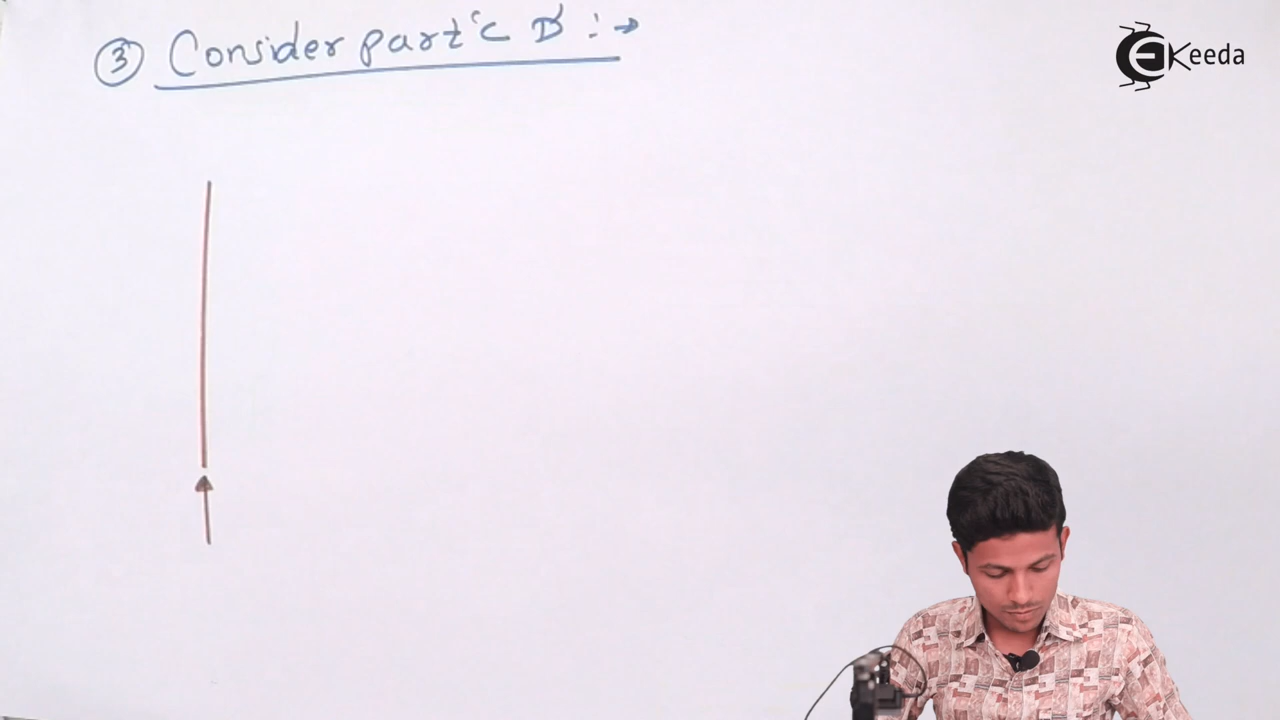 ③ Consider part c D :→
EKeeda